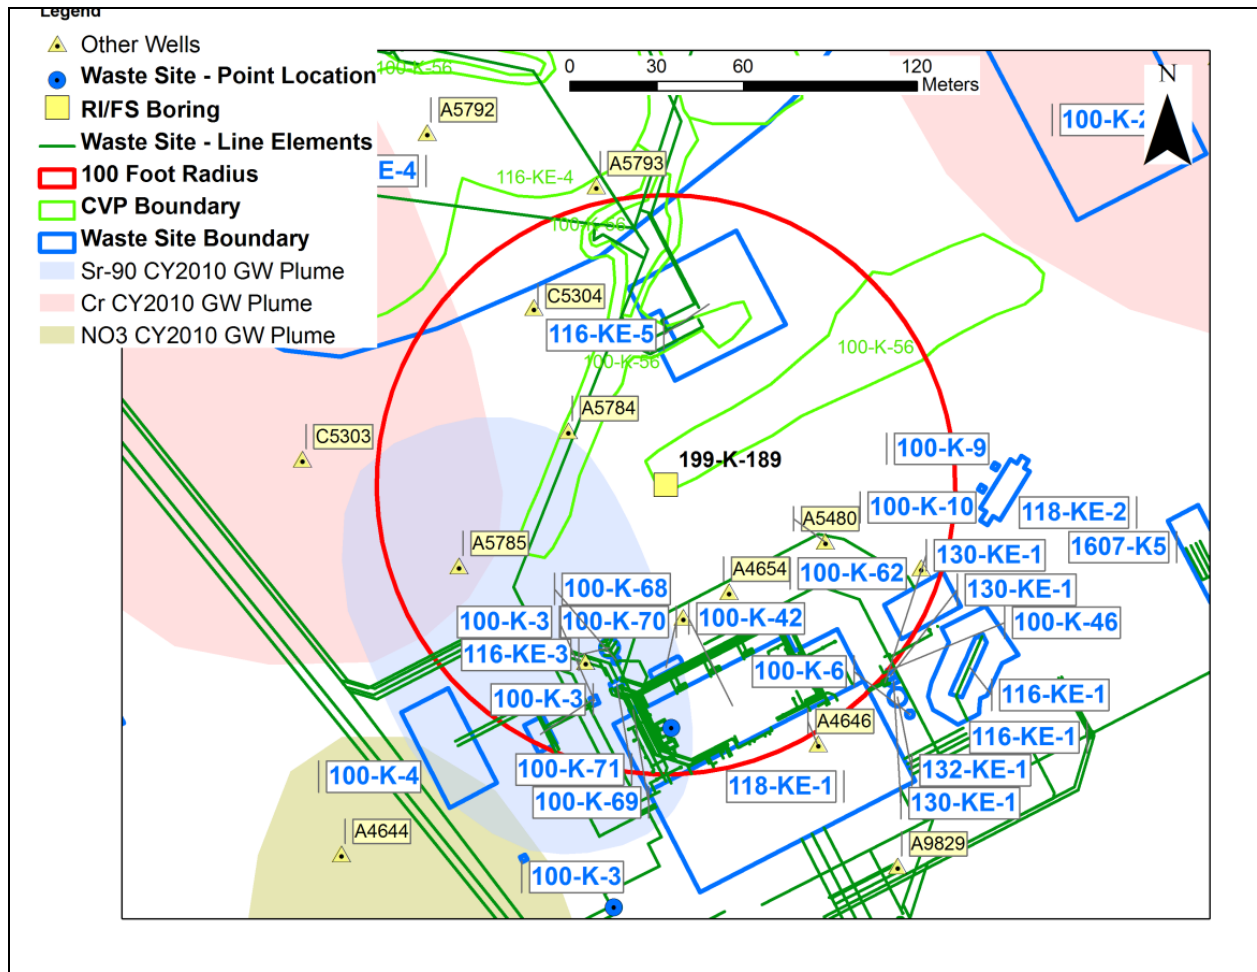 Legend
Other Wells
Waste Site - Point Location
RI/FS Boring
Waste Site - Line Elements
100 Foot Radius
CVP Boundary
Waste Site Boundary
Sr-90 CY2010 GW Plume
Cr CY2010 GW Plume
NO3 CY2010 GW Plume
0 30 60 120
Meters
N
100-K-56
A5792
100-K-2
A5793
E-4
116-KE-4
100-K-56
C5304
116-KE-5
100-K-56
100-K-56
A5784
C5303
199-K-189
100-K-9
100-K-10
118-KE-2
A5480
1607-K5
A5785
130-KE-1
100-K-62
A4654
100-K-68
130-KE-1
100-K-3
100-K-70
100-K-42
100-K-46
116-KE-3
100-K-6
100-K-3
116-KE-1
A4646
116-KE-1
100-K-71
100-K-4
132-KE-1
118-KE-1
100-K-69
130-KE-1
A4644
A9829
100-K-3